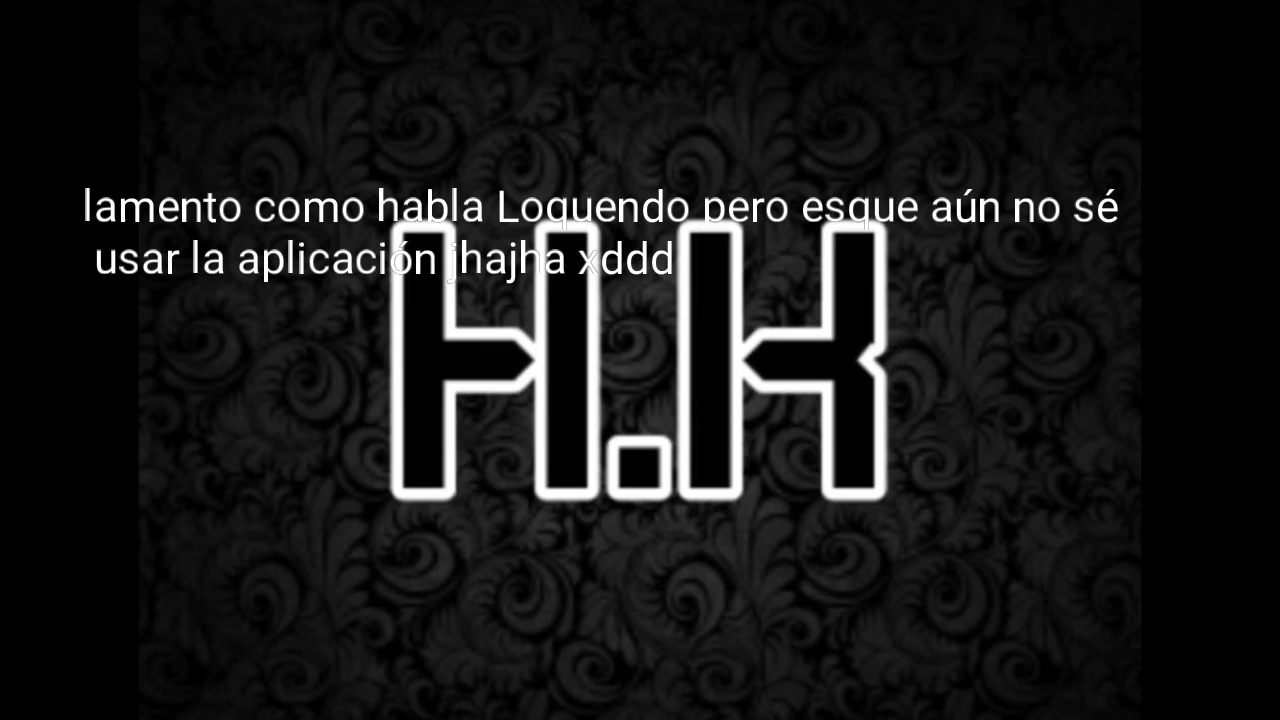 lamento como habla Loquendo pero esque aún no sé
usar la aplicación jhajha xddd
H.K